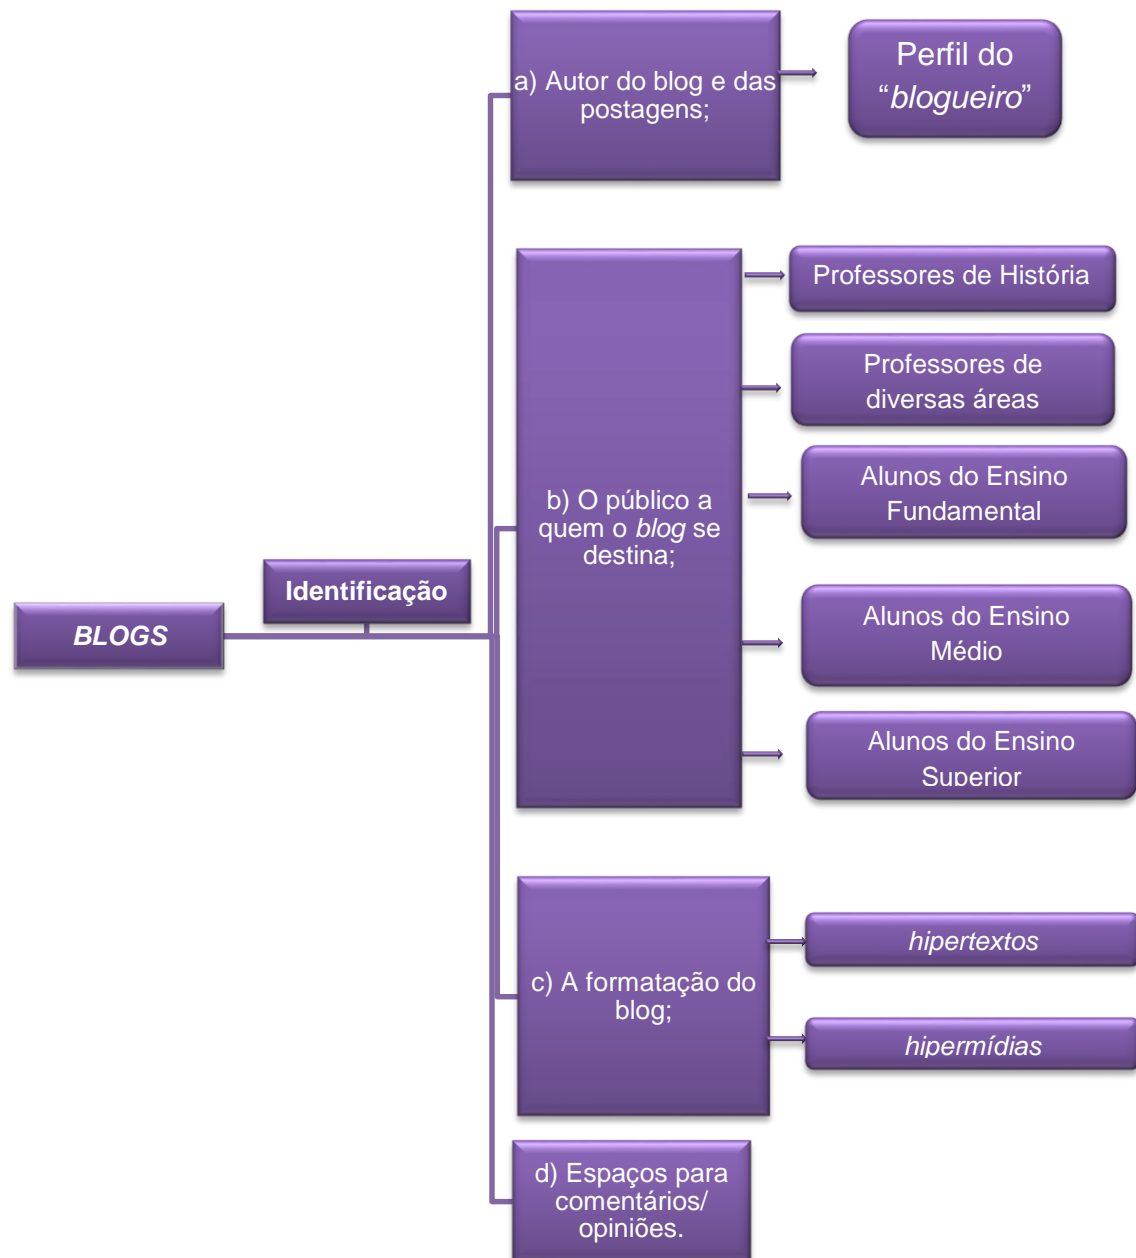 a) Autor do blog e das
postagens;
Perfil do
“blogueiro”
Professores de História
Professores de
diversas áreas
Alunos do Ensino
Fundamental
b) O público a
quem o blog se
destina;
Identificação
BLOGS
Alunos do Ensino
Médio
Alunos do Ensino
Superior
c) A formatação do
blog;
hipertextos
hipermídias
d) Espaços para
comentários/
opiniões.